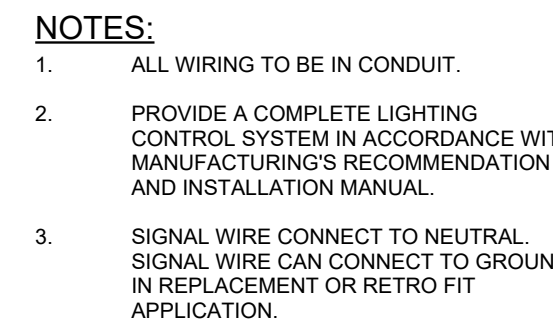 NOTES:
1. ALL WIRING TO BE IN CONDUIT.
2. PROVIDE A COMPLETE LIGHTING
CONTROL SYSTEM IN ACCORDANCE WIT
MANUFACTURING'S RECOMMENDATION
AND INSTALLATION MANUAL.
3. SIGNAL WIRE CONNECT TO NEUTRAL.
SIGNAL WIRE CAN CONNECT TO GROUN
IN REPLACEMENT OR RETRO FIT
APPLICATION.